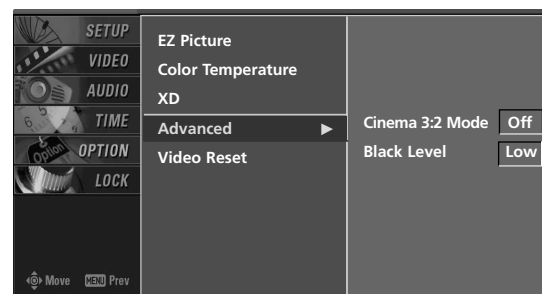 SETUP
VIDEO
AUDIO
TIME
OPTION
LOCK
Move MENU Prev
EZ Picture
Color Temperature
XD
Advanced ▶
Video Reset
Cinema 3:2 Mode Off
Black Level Low
Option